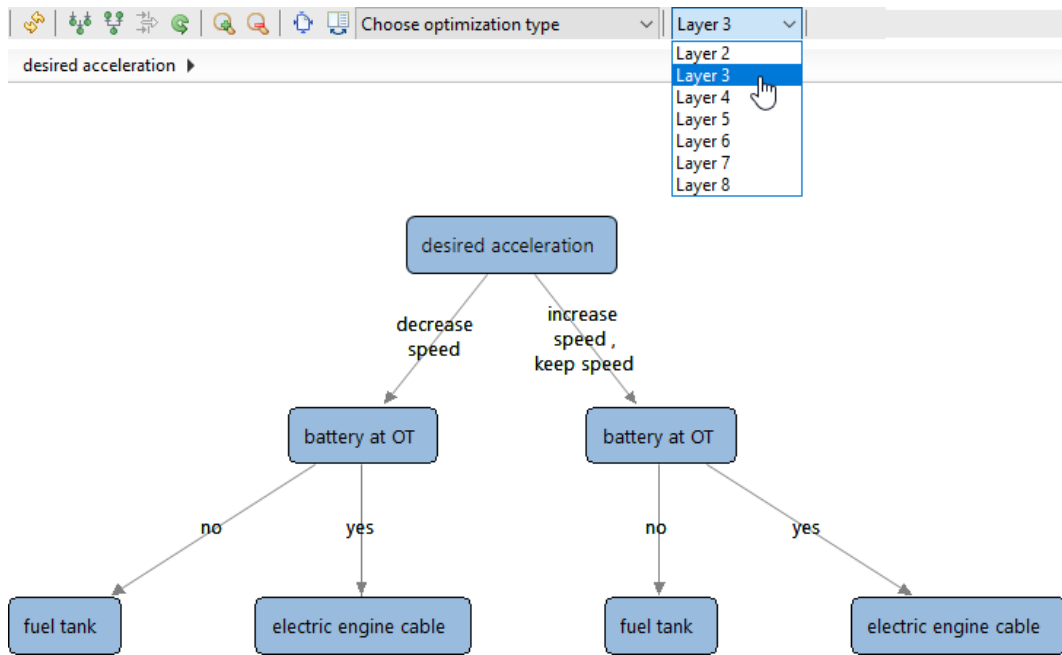 Choose optimization type
Layer 3
desired acceleration
Layer 2
Layer 3
Layer 4
Layer 5
Layer 6
Layer 7
Layer 8
desired acceleration
decrease
speed
increase
speed ,
keep speed
battery at OT
battery at OT
no
yes
no
yes
fuel tank
electric engine cable
fuel tank
electric engine cable